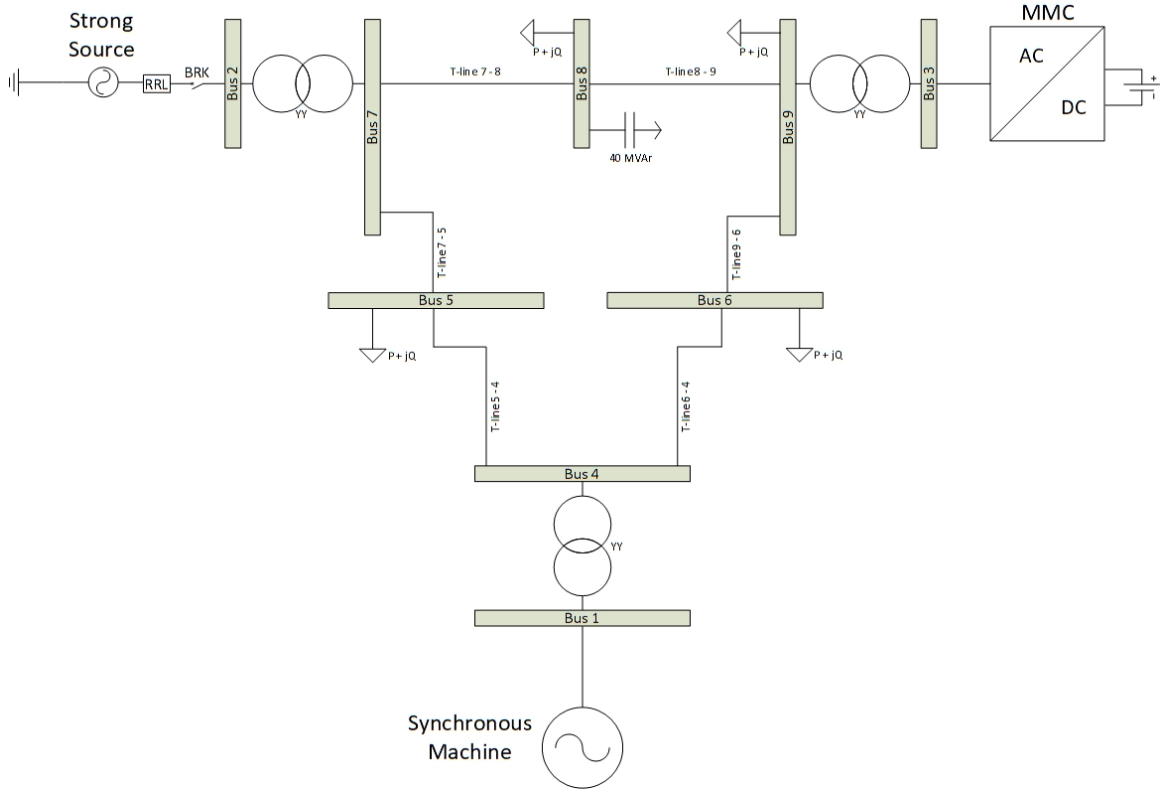 Strong
Source
RRL
BRK
Bus 2
YY
Bus 7
T-line 7 - 8
P + jQ
Bus 8
40 MVAr
T-line8 - 9
P + jQ
Bus 9
YY
Bus 3
MMC
AC
DC
+
-
T-line7 - 5
T-line9 - 6
Bus 5
Bus 6
P + jQ
P + jQ
T-line5 - 4
T-line6 - 4
Bus 4
YY
Bus 1
Synchronous
Machine